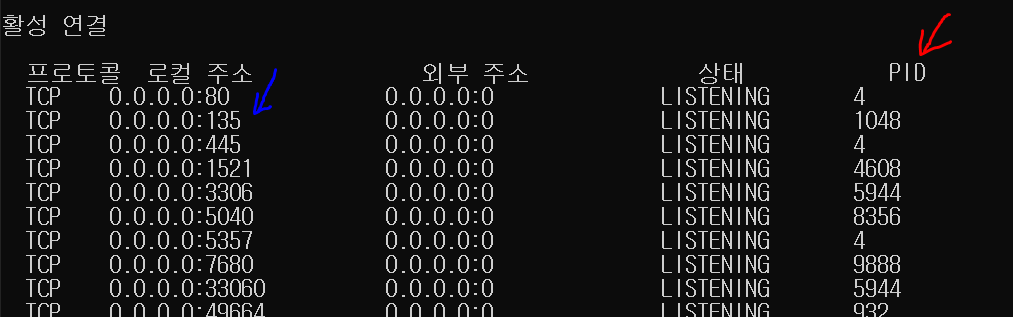 활성 연결
프로토콜 로컬 주소 외부 주소 상태 PID
TCP 0.0.0.0:80 0.0.0.0:0 LISTENING 4
TCP 0.0.0.0:135 0.0.0.0:0 LISTENING 1048
TCP 0.0.0.0:445 0.0.0.0:0 LISTENING 4
TCP 0.0.0.0:1521 0.0.0.0:0 LISTENING 4608
TCP 0.0.0.0:3306 0.0.0.0:0 LISTENING 5944
TCP 0.0.0.0:5040 0.0.0.0:0 LISTENING 8356
TCP 0.0.0.0:5357 0.0.0.0:0 LISTENING 4
TCP 0.0.0.0:7680 0.0.0.0:0 LISTENING 9888
TCP 0.0.0.0:33060 0.0.0.0:0 LISTENING 5944
TCP 0.0.0.0:49664 0.0.0.0:0 LISTENING 932